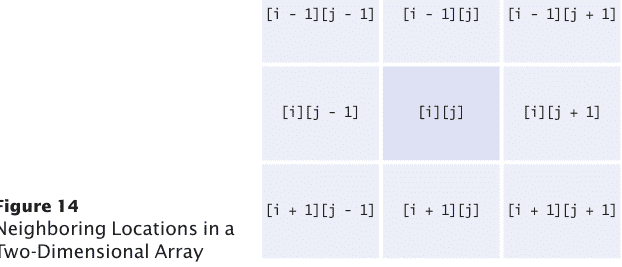 [i - 1][j - 1] [i - 1][j] [i - 1][j + 1]
[i][j - 1] [i][j] [i][j + 1]
[i + 1][j - 1] [i + 1][j] [i + 1][j + 1]
Figure 14
Neighboring Locations in a
Two-Dimensional Array